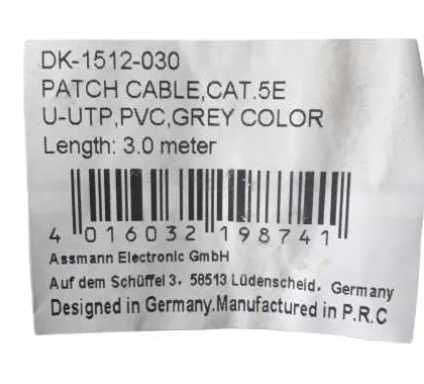 DK-1512-030
PATCH CABLE,CAT.5E
U-UTP,PVC,GREY COLOR
Length: 3.0 meter
4 016032 198741
Assmann Electronic GmbH
Auf dem Schüffel 3. 58513 Lüdenscheid. Germany
Designed in Germany.Manufactured in P.R.C